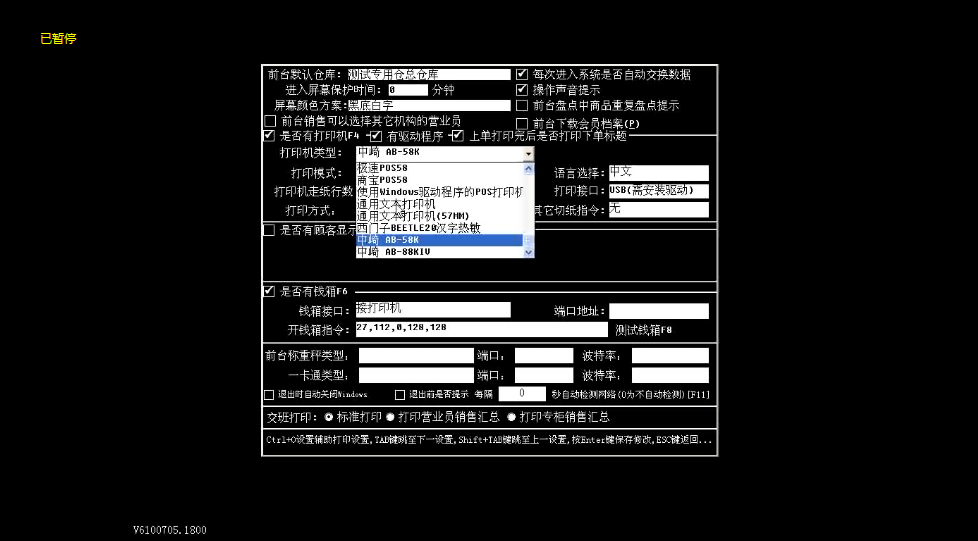 已暂停
前台默认仓库: 测试专用仓总仓库 每次进入系统是否自动交换数据
进入屏幕保护时间: 0 分钟 操作声音提示
屏幕颜色方案: 黑底白字 前台盘点中商品重复盘点提示
前台销售可以选择其它机构的营业员 前台下载会员档案(P)
是否有打印机F4 有驱动程序 上单打印完后是否打印下单标题
打印机类型: 中崎 AB-58K
打印模式: 极速POS58 语言选择: 中文
商宝POS58
打印机走纸行数 使用Windows驱动程序的POS打印机 打印接口: USB(需安装驱动)
通用文本打印机
打印方式: 通用文本打印机(57MM) 其它切纸指令: 无
西门子BEETLE20汉字热敏
是否有顾客显示 中崎 AB-58K
中崎 AB-88KIV
是否有钱箱F6
钱箱接口: 接打印机 端口地址:
开钱箱指令: 27,112,0,128,128 测试钱箱F8
前台称重秤类型: 端口: 波特率:
一卡通类型: 端口: 波特率:
退出时自动关闭Windows 退出前是否提示 每隔 0 秒自动检测网络(0为不自动检测)[F11]
交班打印: 标准打印 打印营业员销售汇总 打印专柜销售汇总
Ctrl+O设置辅助打印设置,TAB键跳至下一设置,Shift+TAB跳至上一设置,按Enter键保存修改,ESC键返回...
V6100705.1800